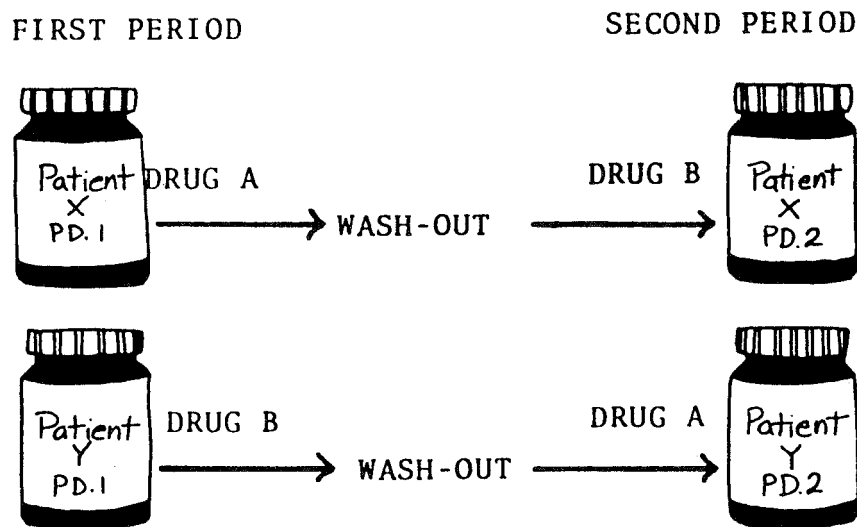 FIRST PERIOD
SECOND PERIOD
Patient
X
PD.1
DRUG A
WASH-OUT
DRUG B
Patient
X
PD.2
Patient
Y
PD.1
DRUG B
WASH-OUT
DRUG A
Patient
Y
PD.2